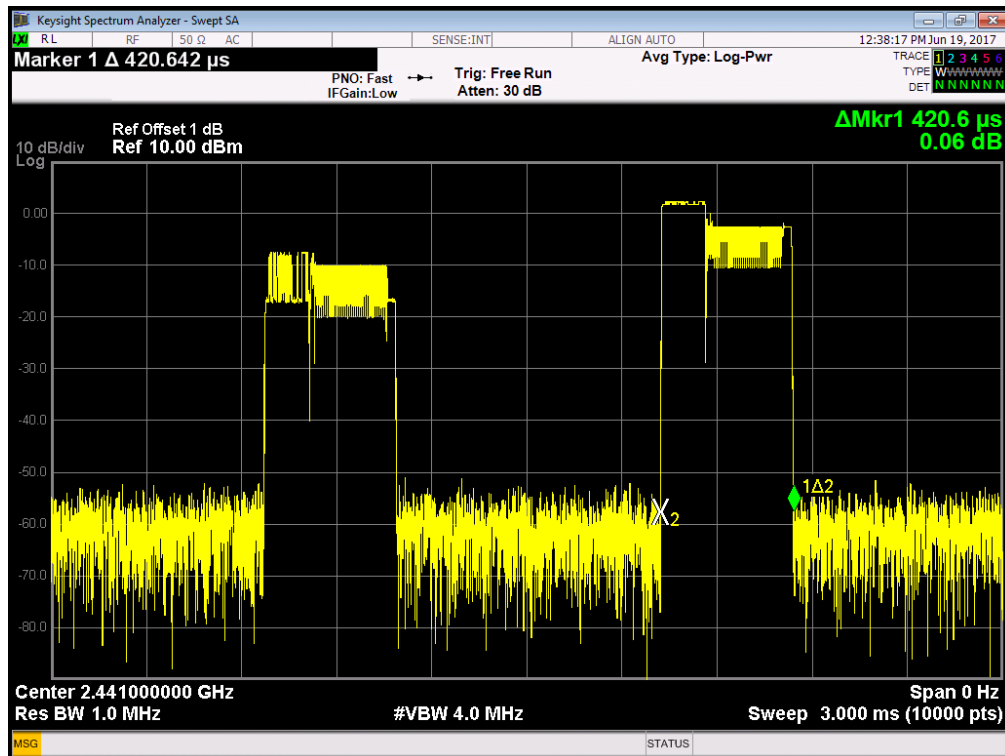 Keysight Spectrum Analyzer - Swept SA
LXI RL RF 50 Ω AC SENSE:INT ALIGN AUTO 12:38:17 PM Jun 19, 2017
Marker 1 Δ 420.642 µs
PNO: Fast
IFGain:Low
Trig: Free Run
Atten: 30 dB
Avg Type: Log-Pwr
TRACE 1 2 3 4 5 6
TYPE WWWWWW
DET N N N N N N
ΔMkr1 420.6 µs
0.06 dB
Ref Offset 1 dB
10 dB/div Ref 10.00 dBm
Log
0.00
-10.0
-20.0
-30.0
-40.0
-50.0
1Δ2
X2
-60.0
-70.0
-80.0
Center 2.441000000 GHz Span 0 Hz
Res BW 1.0 MHz #VBW 4.0 MHz Sweep 3.000 ms (10000 pts)
MSG STATUS